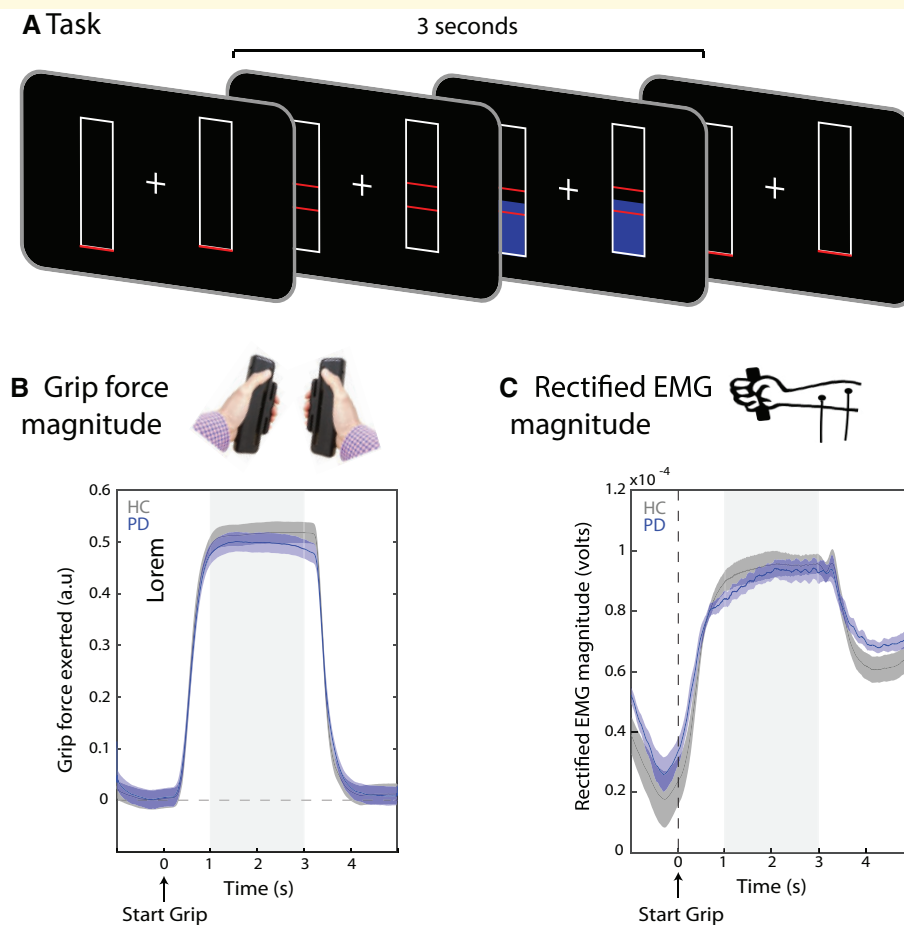 A Task
3 seconds
B Grip force
magnitude
HC
PD
Lorem
Grip force exerted (a.u)
0.6
0.5
0.4
0.3
0.2
0.1
0
0 1 2 3 4
Time (s)
Start Grip
C Rectified EMG
magnitude
x10⁻⁴
HC
PD
Rectified EMG magnitude (volts)
1.2
1
0.8
0.6
0.4
0.2
0
0 1 2 3 4
Time (s)
Start Grip